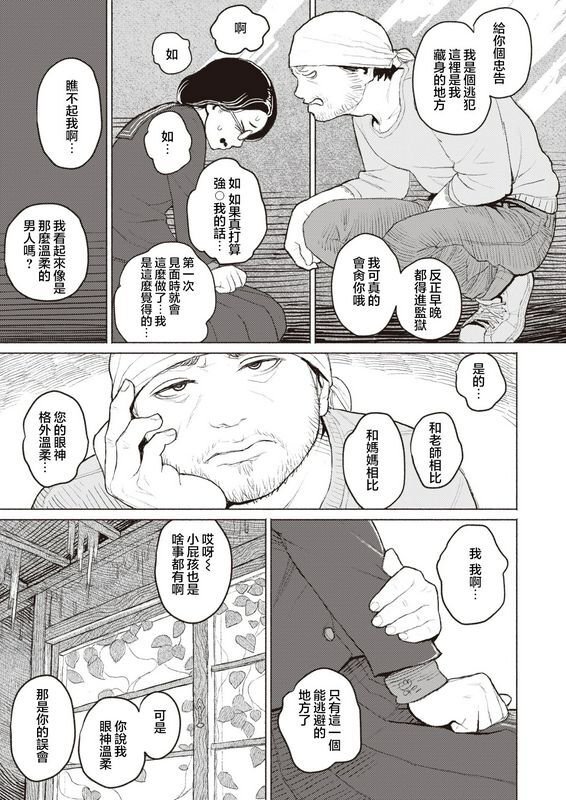 給你個忠告
我是個逃犯
這裡是我
藏身的地方
反正早晚
都得進監獄
我可真的
會肏你哦
啊
如
如…
如 如果真打算
強○我的話…
第一次
見面時就會
這麼做了…我
是這麼覺得的…
瞧不起我啊…
我看起來像是
那麼溫柔的
男人嗎？
是的…
和老師相比
和媽媽相比
您的眼神
格外溫柔…
我 我啊…
只有這一個
能逃避的
地方了
哎呀～
小屁孩也是
啥事都有啊
可是
你說我
眼神溫柔
那是你的誤會